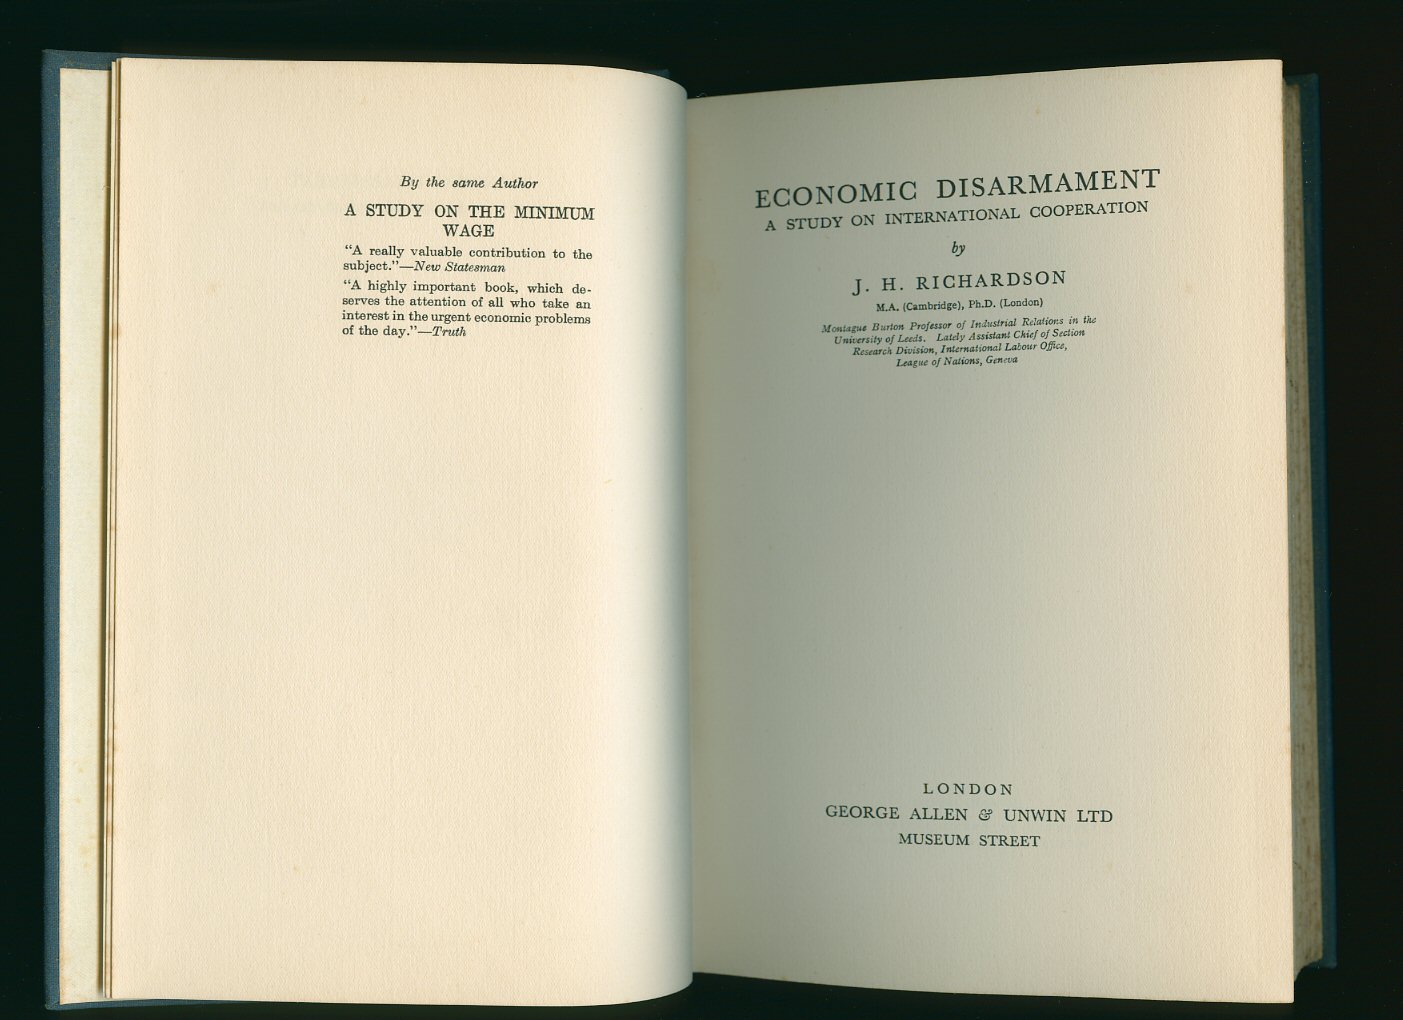 By the same Author
A STUDY ON THE MINIMUM
WAGE
“A really valuable contribution to the
subject.”—New Statesman
“A highly important book, which de-
serves the attention of all who take an
interest in the urgent economic problems
of the day.”—Truth
ECONOMIC DISARMAMENT
A STUDY ON INTERNATIONAL COOPERATION
by
J. H. RICHARDSON
M.A. (Cambridge), Ph.D. (London)
Montague Burton Professor of Industrial Relations in the
University of Leeds. Lately Assistant Chief of Section
Research Division, International Labour Office,
League of Nations, Geneva
LONDON
GEORGE ALLEN & UNWIN LTD
MUSEUM STREET